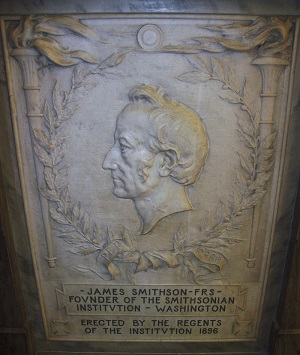 - JAMES SMITHSON - FRS -
FOVNDER OF THE SMITHSONIAN
INSTITVTION - WASHINGTON
ERECTED BY THE REGENTS
OF THE INSTITVTION 1896